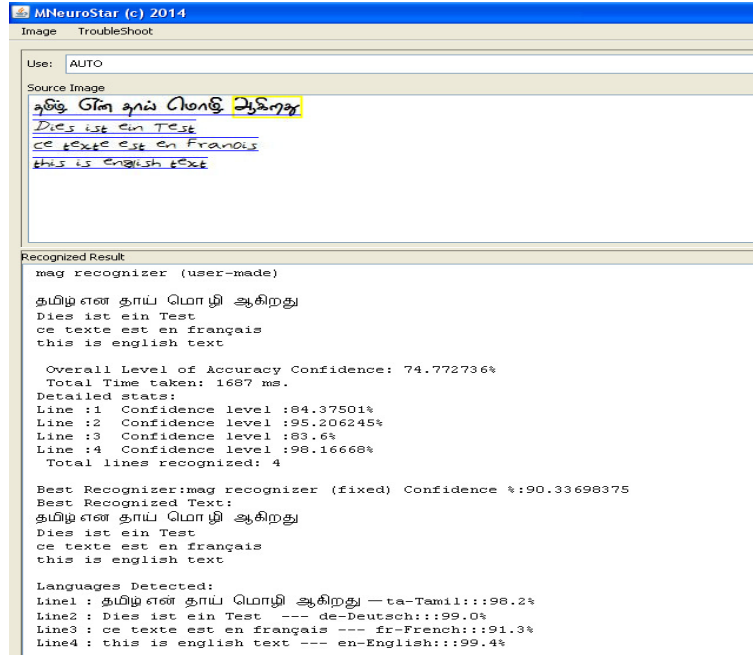 MNeuroStar (c) 2014
Image TroubleShoot
Use: AUTO
Source Image
தமிழ் என தாய் மொழி ஆகிறது
Dies ist ein Test
ce texte est en Franois
this is english text
Recognized Result
mag recognizer (user-made)
தமிழ் என தாய் மொ ழி ஆகிறது
Dies ist ein Test
ce texte est en français
this is english text
Overall Level of Accuracy Confidence: 74.772736%
Total Time taken: 1687 ms.
Detailed stats:
Line :1 Confidence level :84.37501%
Line :2 Confidence level :95.206245%
Line :3 Confidence level :83.6%
Line :4 Confidence level :98.16668%
Total lines recognized: 4
Best Recognizer:mag recognizer (fixed) Confidence %:90.33698375
Best Recognized Text:
தமிழ் என தாய் மொ ழி ஆகிறது
Dies ist ein Test
ce texte est en français
this is english text
Languages Detected:
Line1 : தமிழ் என் தாய் மொழி ஆகிறது — ta-Tamil:::98.2%
Line2 : Dies ist ein Test --- de-Deutsch:::99.0%
Line3 : ce texte est en français --- fr-French:::91.3%
Line4 : this is english text --- en-English:::99.4%